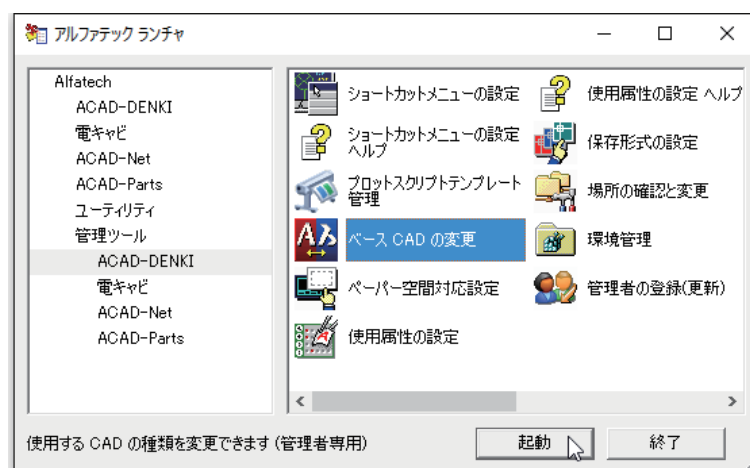 アルファテック ランチャ
Alfatech
ACAD-DENKI
電キャビ
ACAD-Net
ACAD-Parts
ユーティリティ
管理ツール
ACAD-DENKI
電キャビ
ACAD-Net
ACAD-Parts
ショートカットメニューの設定
ショートカットメニューの設定
ヘルプ
プロットスクリプトテンプレート
管理
ベース CAD の変更
ペーパー空間対応設定
使用属性の設定
使用属性の設定 ヘルプ
保存形式の設定
場所の確認と変更
環境管理
管理者の登録(更新)
使用する CAD の種類を変更できます (管理者専用)
起動
終了